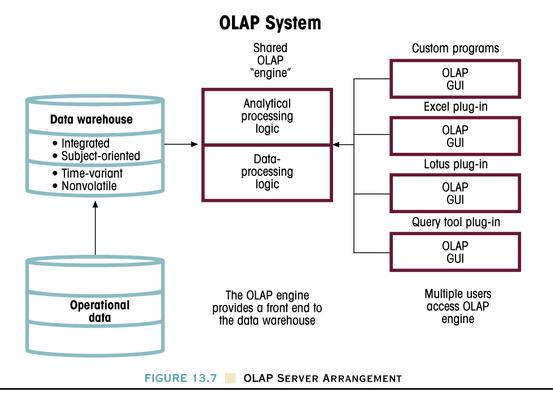 OLAP System
Shared
OLAP
"engine"
Custom programs
OLAP
GUI
Excel plug-in
OLAP
GUI
Lotus plug-in
OLAP
GUI
Query tool plug-in
OLAP
GUI
Multiple users
access OLAP
engine
Analytical
processing
logic
Data-
processing
logic
The OLAP engine
provides a front end to
the data warehouse
Data warehouse
• Integrated
• Subject-oriented
• Time-variant
• Nonvolatile
Operational
data
FIGURE 13.7 OLAP SERVER ARRANGEMENT